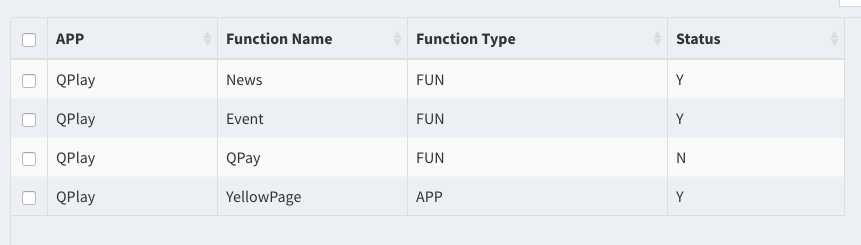 APP Function Name Function Type Status
QPlay News FUN Y
QPlay Event FUN Y
QPlay QPay FUN N
QPlay YellowPage APP Y